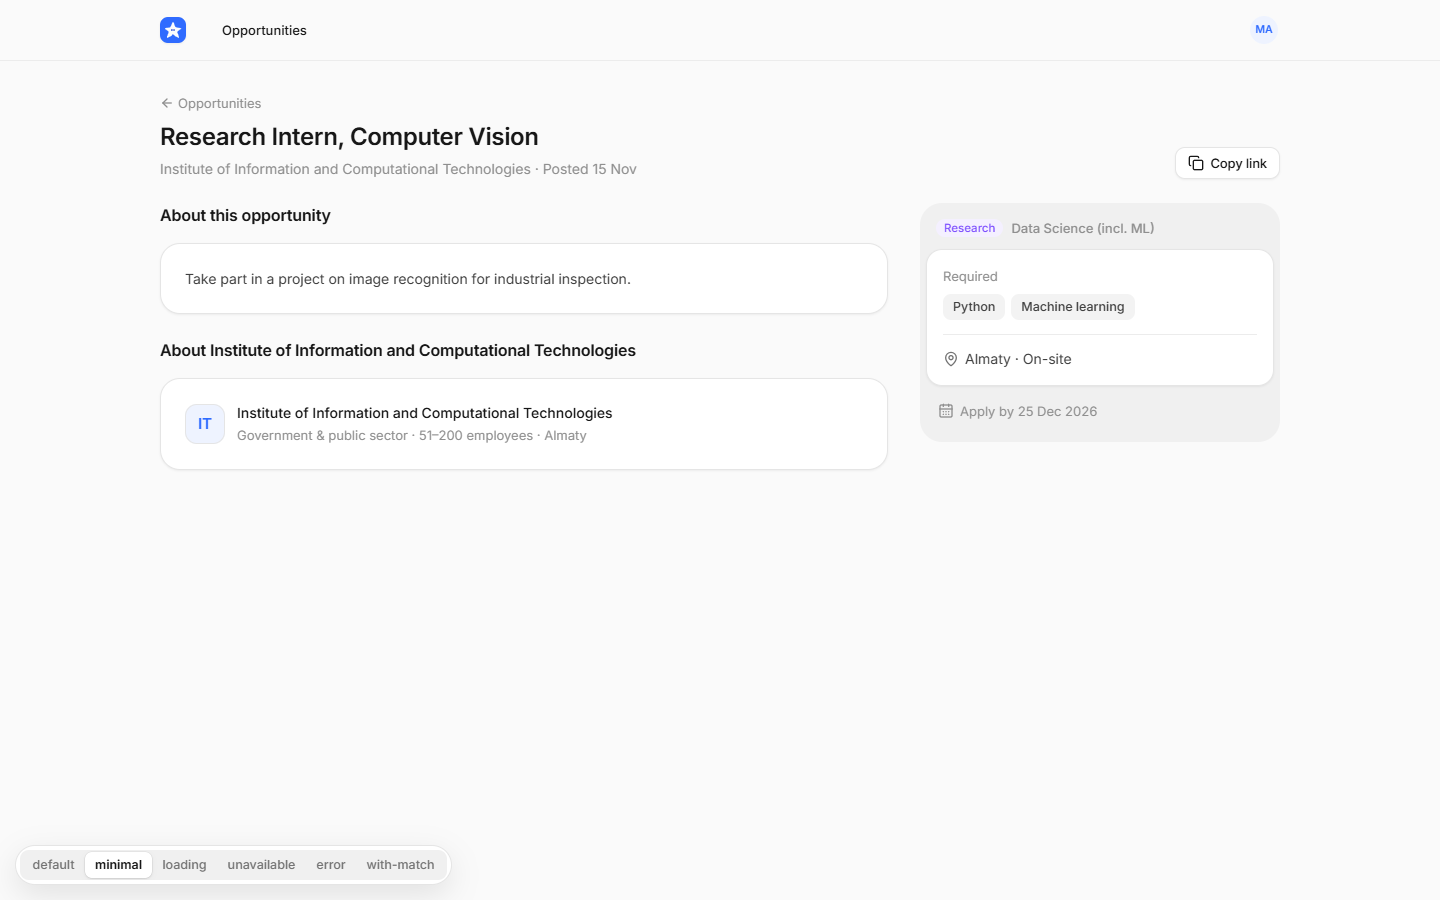 Opportunities
MA
Opportunities
Research Intern, Computer Vision
Institute of Information and Computational Technologies · Posted 15 Nov
Copy link
About this opportunity
Take part in a project on image recognition for industrial inspection.
About Institute of Information and Computational Technologies
IT
Institute of Information and Computational Technologies
Government & public sector · 51–200 employees · Almaty
Research Data Science (incl. ML)
Required
Python Machine learning
Almaty · On-site
Apply by 25 Dec 2026
default minimal loading unavailable error with-match